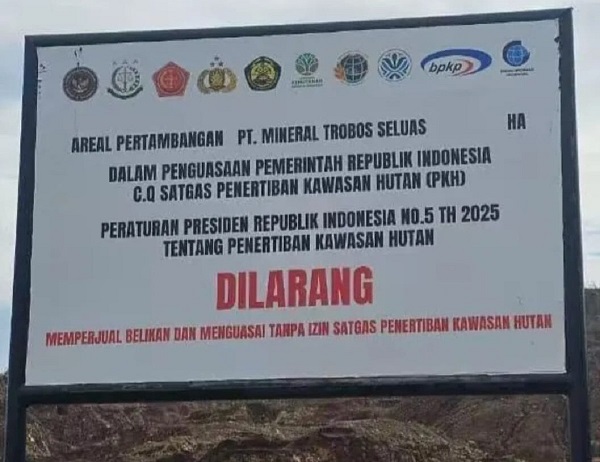 bpkp
AREAL PERTAMBANGAN PT. MINERAL TROBOS SELUAS HA
DALAM PENGUASAAN PEMERINTAH REPUBLIK INDONESIA
C.Q SATGAS PENERTIBAN KAWASAN HUTAN (PKH)
PERATURAN PRESIDEN REPUBLIK INDONESIA NO.5 TH 2025
TENTANG PENERTIBAN KAWASAN HUTAN
DILARANG
MEMPERJUAL BELIKAN DAN MENGUASAI TANPA IZIN SATGAS PENERTIBAN KAWASAN HUTAN